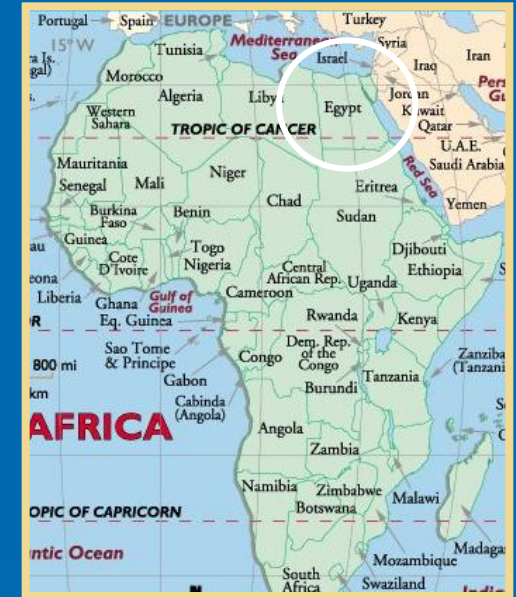 Portugal
Spain
EUROPE
Turkey
15° W
Mediterranean
Sea
Syria
Tunisia
Israel
Iraq
Iran
Morocco
Jordan
Algeria
Egypt
Kuwait
Western
Sahara
Qatar
TROPIC OF CANCER
U.A.E.
Saudi Arabia
Red Sea
Mauritania
Niger
Senegal
Mali
Eritrea
Chad
Yemen
Burkina
Faso
Benin
Sudan
Guinea
Djibouti
Togo
Cote
D'Ivoire
Nigeria
Central
African Rep.
Ethiopia
Uganda
Liberia
Ghana
Gulf of
Guinea
Cameroon
Eq. Guinea
Rwanda
Kenya
Sao Tome
& Principe
Dem. Rep.
of the
Congo
Congo
800 mi
Gabon
Burundi
Tanzania
km
Cabinda
(Angola)
AFRICA
Angola
Zambia
Namibia
Zimbabwe
Malawi
Botswana
OPIC OF CAPRICORN
ntic Ocean
Mozambique
South
Africa
Swaziland
N